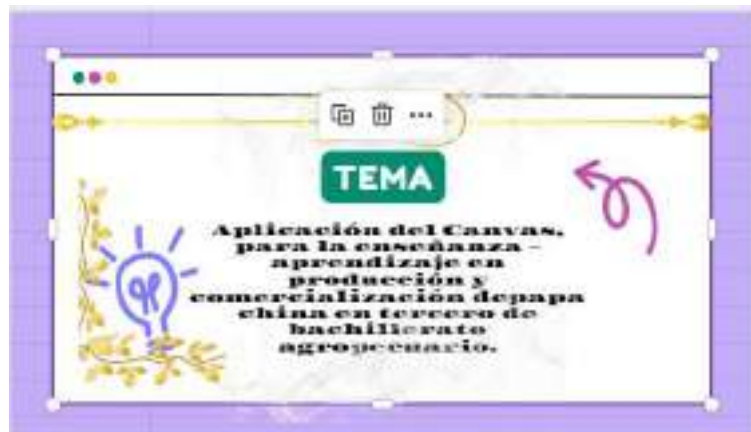 TEMA
Aplicación del Canvas,
para la enseñanza –
aprendizaje en
producción y
comercialización depapa
china en tercero de
bachillerato
agropecuario.